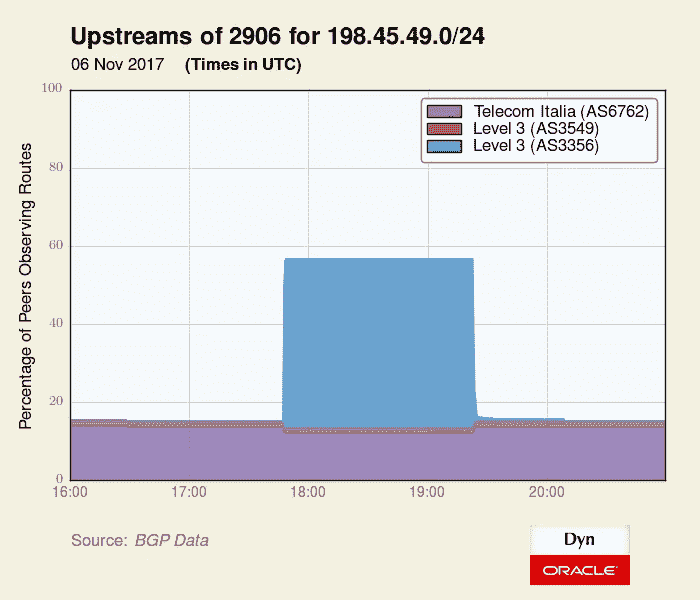 Upstreams of 2906 for 198.45.49.0/24
06 Nov 2017 (Times in UTC)
100
80
60
40
20
0
Percentage of Peers Observing Routes
Telecom Italia (AS6762)
Level 3 (AS3549)
Level 3 (AS3356)
16:00 17:00 18:00 19:00 20:00
Source: BGP Data
Dyn
ORACLE